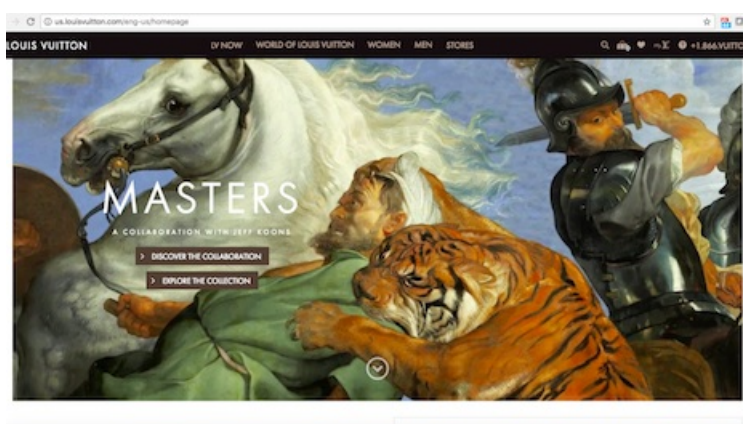 us.louisvuitton.com/eng-us/homepage
LOUIS VUITTON LV NOW WORLD OF LOUIS VUITTON WOMEN MEN STORES +1.866.VUITTO
MASTERS
A COLLABORATION WITH JEFF KOONS
> DISCOVER THE COLLABORATION
> EXPLORE THE COLLECTION